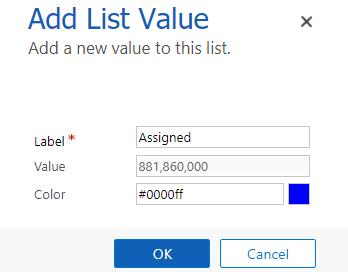 Add List Value
Add a new value to this list.
Label *
Assigned
Value
881,860,000
Color
#0000ff
OK
Cancel